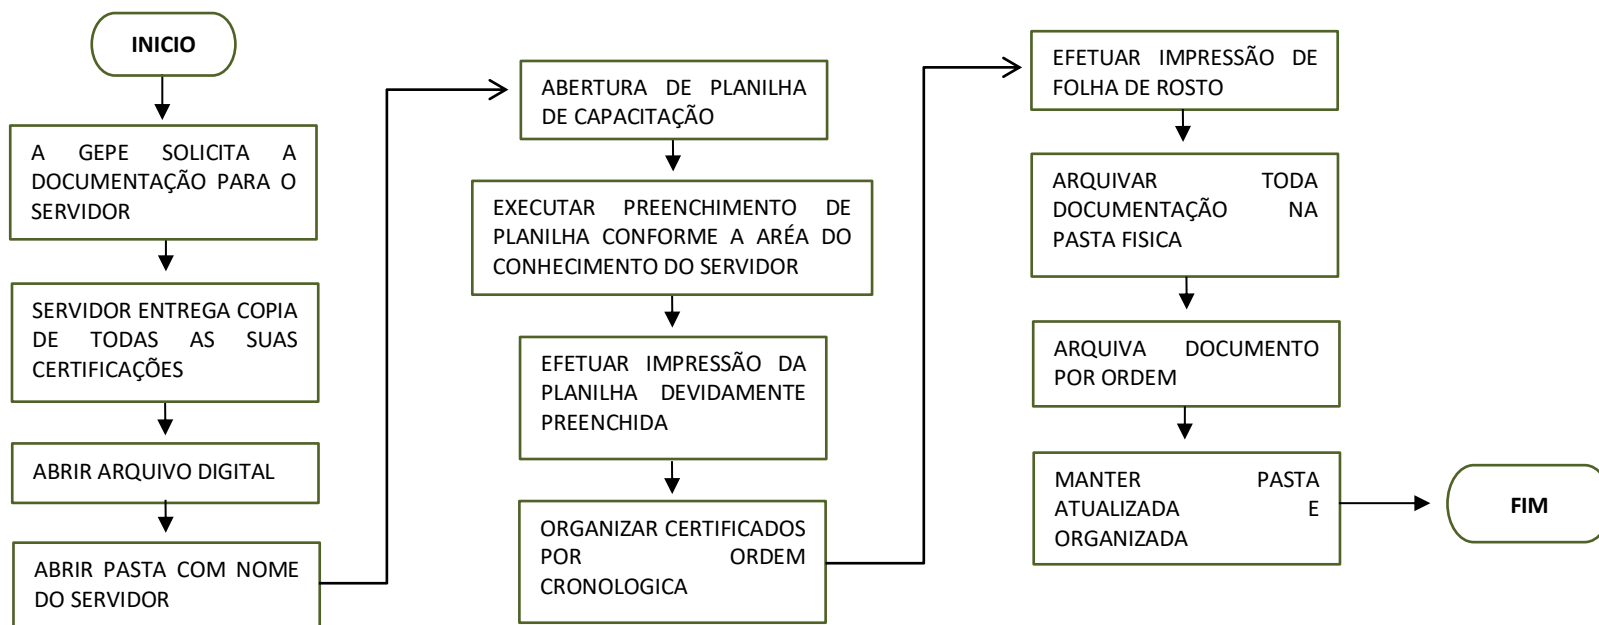 INICIO
A GEPE SOLICITA A
DOCUMENTAÇÃO PARA O
SERVIDOR
SERVIDOR ENTREGA COPIA
DE TODAS AS SUAS
CERTIFICAÇÕES
ABRIR ARQUIVO DIGITAL
ABRIR PASTA COM NOME
DO SERVIDOR
ABERTURA DE PLANILHA
DE CAPACITAÇÃO
EXECUTAR PREENCHIMENTO DE
PLANILHA CONFORME A ARÉA DO
CONHECIMENTO DO SERVIDOR
EFETUAR IMPRESSÃO DA
PLANILHA DEVIDAMENTE
PREENCHIDA
ORGANIZAR CERTIFICADOS
POR ORDEM
CRONOLOGICA
EFETUAR IMPRESSÃO DE
FOLHA DE ROSTO
ARQUIVAR TODA
DOCUMENTAÇÃO NA
PASTA FISICA
ARQUIVA DOCUMENTO
POR ORDEM
MANTER PASTA
ATUALIZADA E
ORGANIZADA
FIM